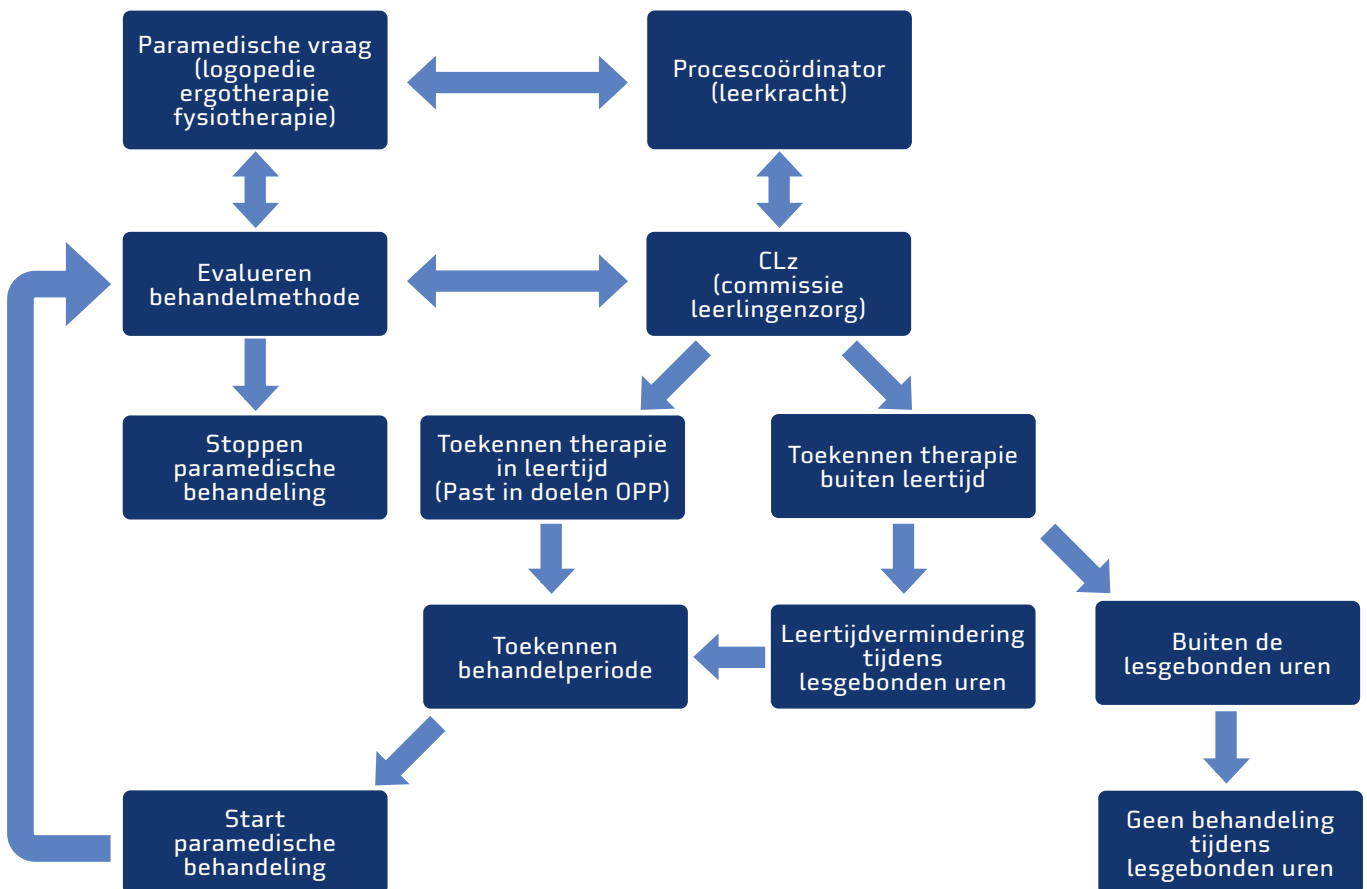 Paramedische vraag
(logopedie
ergotherapie
fysiotherapie)
Procescoördinator
(leerkracht)
Evalueren
behandelmethode
CLz
(commissie
leerlingenzorg)
Stoppen
paramedische
behandeling
Toekennen therapie
in leertijd
(Past in doelen OPP)
Toekennen therapie
buiten leertijd
Toekennen
behandelperiode
Leertijdvermindering
tijdens
lesgebonden uren
Buiten de
lesgebonden uren
Start
paramedische
behandeling
Geen behandeling
tijdens
lesgebonden uren